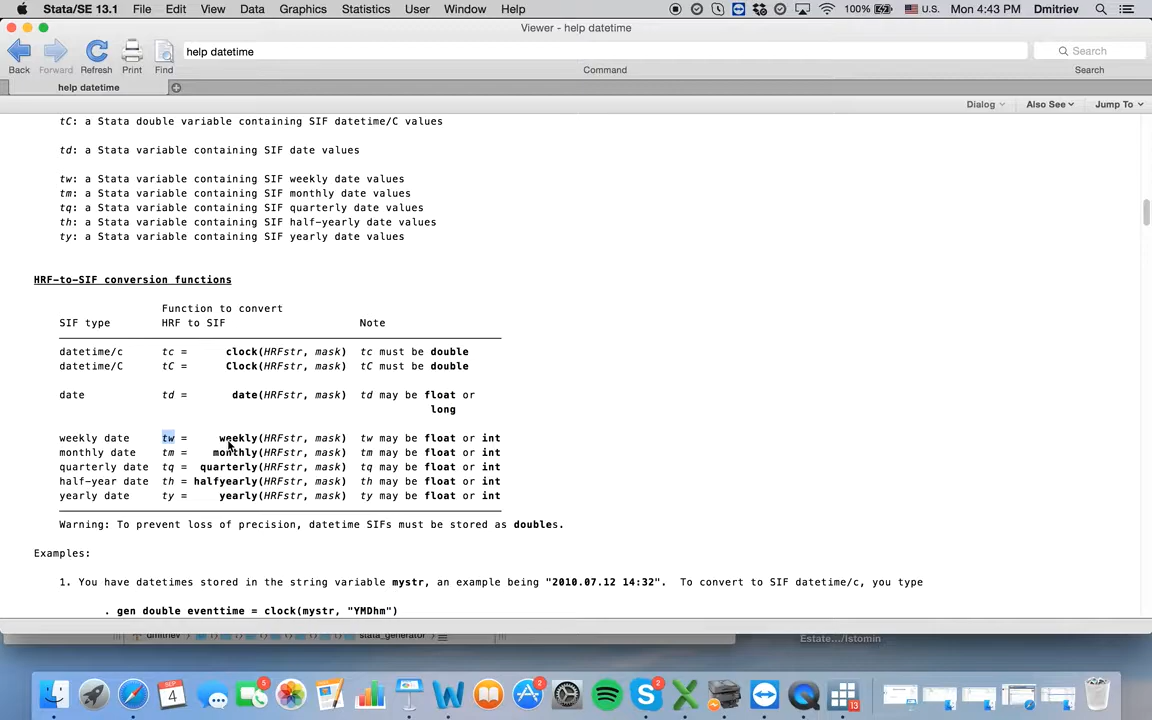 Stata/SE 13.1 File Edit View Data Graphics Statistics User Window Help 100% U.S. Mon 4:43 PM Dmitriev
Viewer - help datetime
help datetime
Search
Back Forward Refresh Print Find Command Search
help datetime
Dialog Also See Jump To
tC: a Stata double variable containing SIF datetime/C values
td: a Stata variable containing SIF date values
tw: a Stata variable containing SIF weekly date values
tm: a Stata variable containing SIF monthly date values
tq: a Stata variable containing SIF quarterly date values
th: a Stata variable containing SIF half-yearly date values
ty: a Stata variable containing SIF yearly date values
HRF-to-SIF conversion functions
Function to convert
SIF type HRF to SIF Note
datetime/c tc = clock(HRFstr, mask) tc must be double
datetime/C tC = Clock(HRFstr, mask) tC must be double
date td = date(HRFstr, mask) td may be float or
long
weekly date tw = weekly(HRFstr, mask) tw may be float or int
monthly date tm = monthly(HRFstr, mask) tm may be float or int
quarterly date tq = quarterly(HRFstr, mask) tq may be float or int
half-year date th = halfyearly(HRFstr, mask) th may be float or int
yearly date ty = yearly(HRFstr, mask) ty may be float or int
Warning: To prevent loss of precision, datetime SIFs must be stored as doubles.
Examples:
1. You have datetimes stored in the string variable mystr, an example being "2010.07.12 14:32". To convert to SIF datetime/c, you type
. gen double eventtime = clock(mystr, "YMDhm")
dmitriev stata_generator
Estate.../Istomin
SEP
4
5
2
2
13